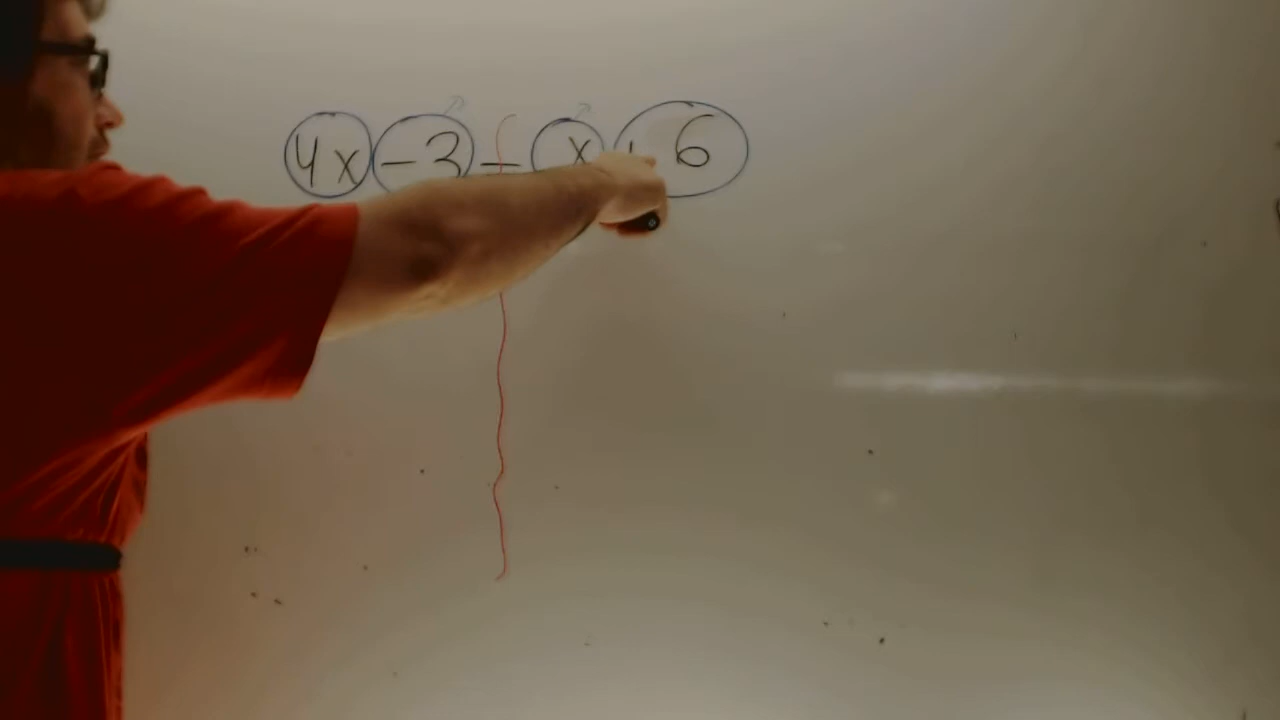 4x - 3 = x + 6